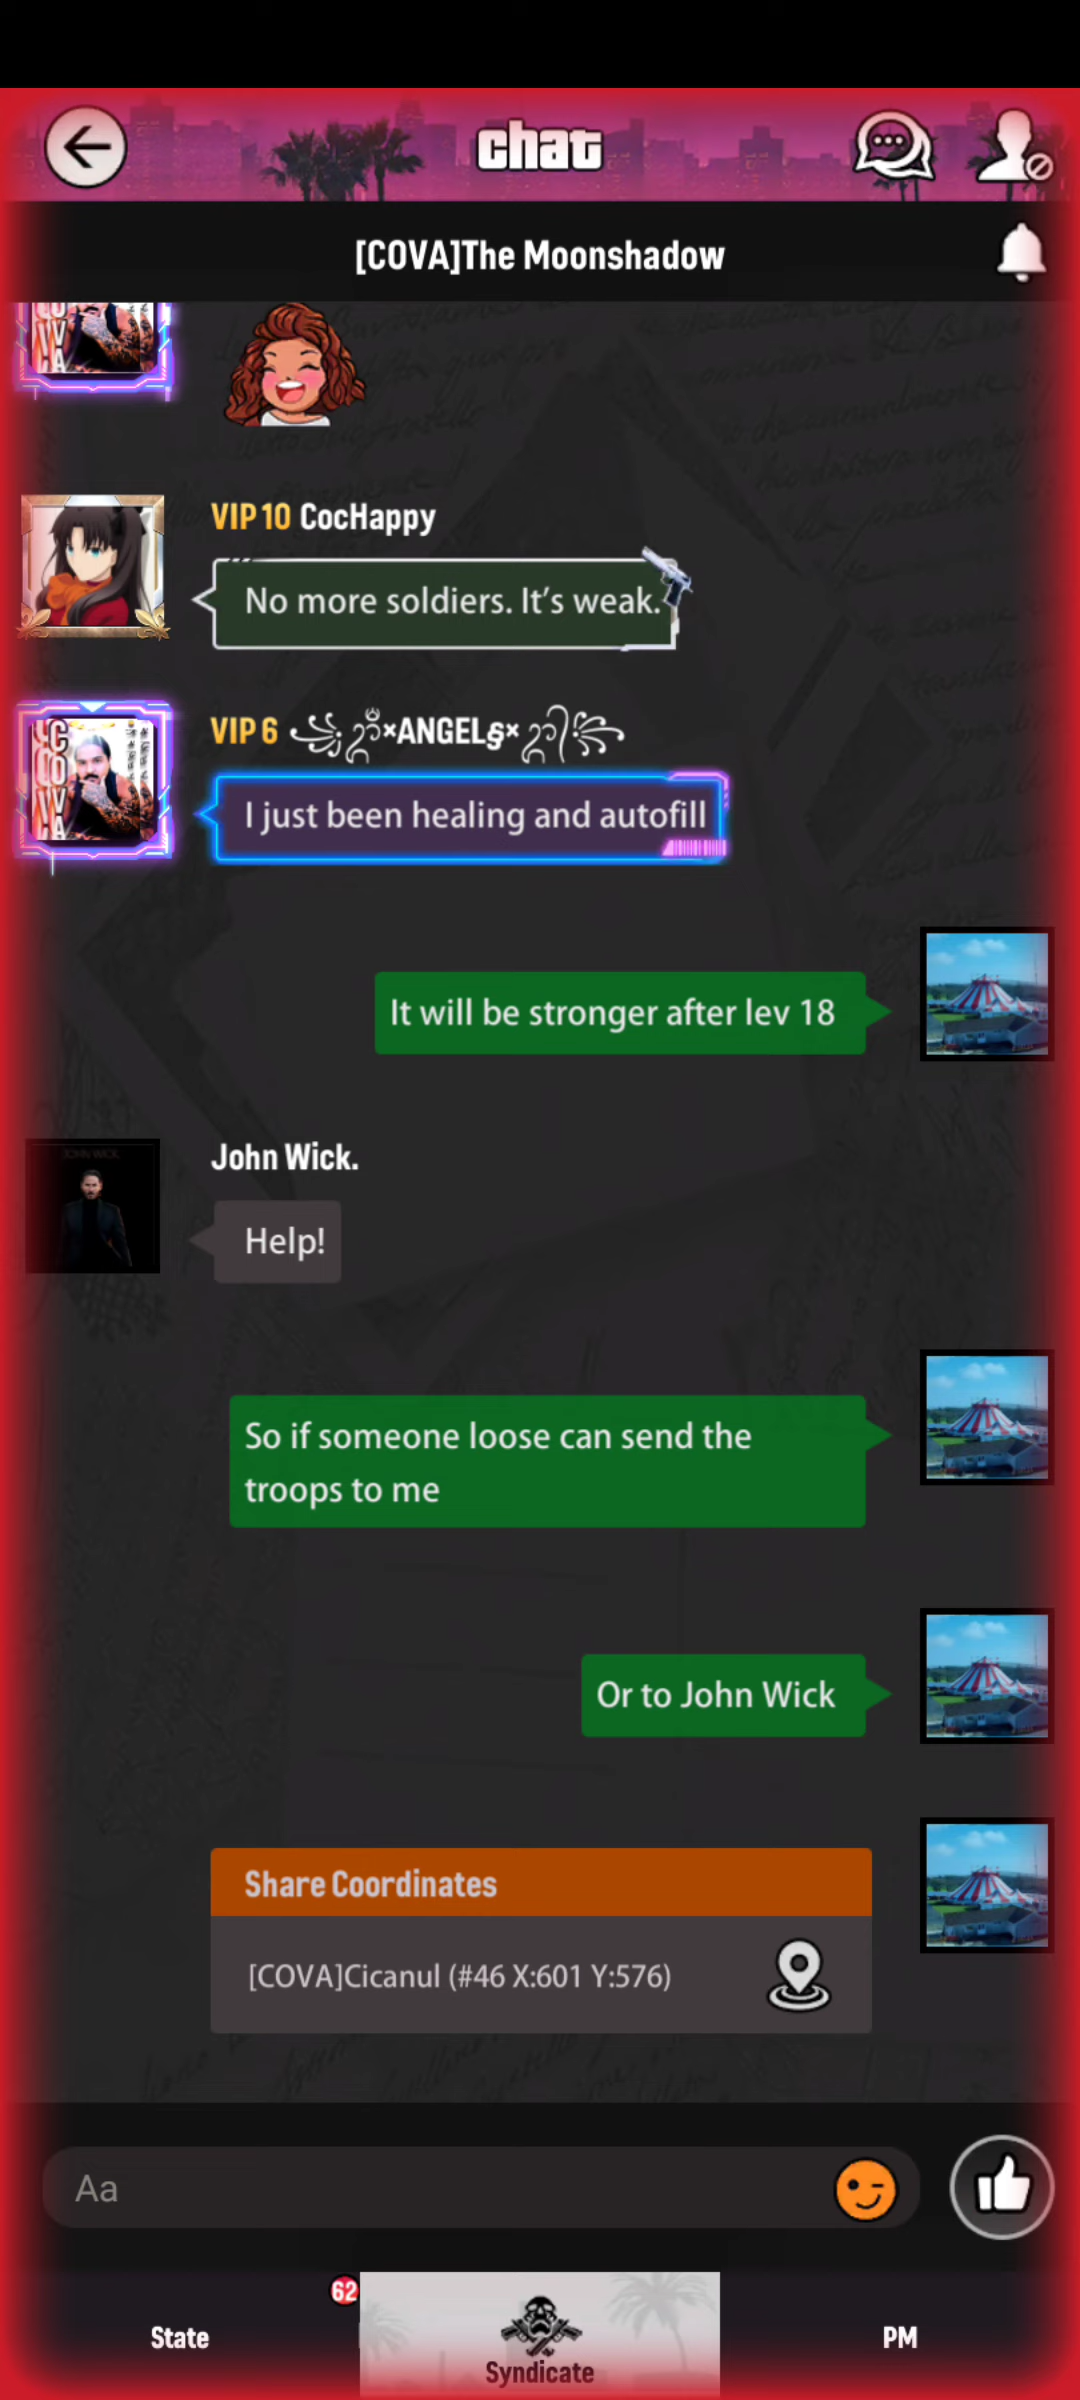 chat
[COVA]The Moonshadow
VIP 10 CocHappy
No more soldiers. It's weak.
VIP 6 ×ANGEL§×
I just been healing and autofill
It will be stronger after lev 18
John Wick.
Help!
So if someone loose can send the
troops to me
Or to John Wick
Share Coordinates
[COVA]Cicanul (#46 X:601 Y:576)
Aa
62
State
Syndicate
PM